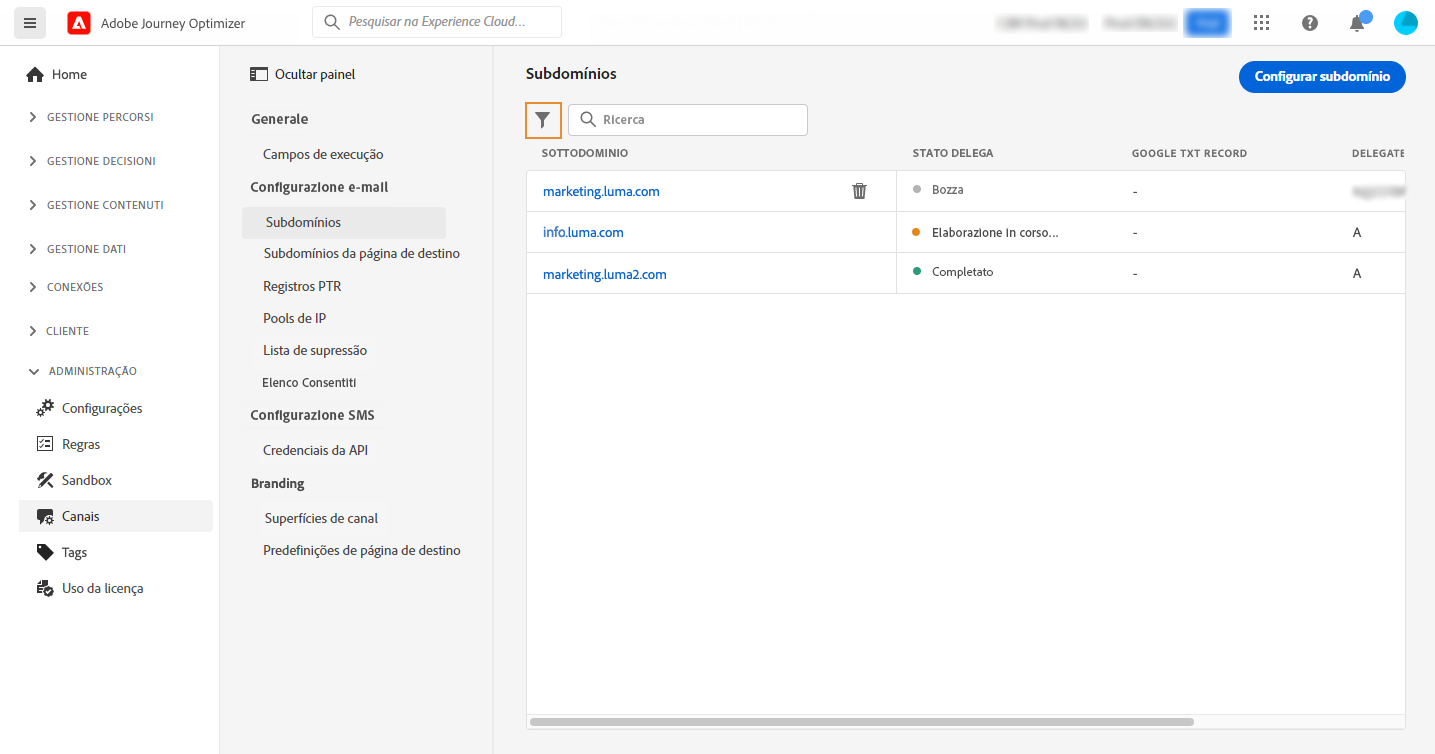 Adobe Journey Optimizer
Pesquisar na Experience Cloud...
Home
GESTIONE PERCORSI
GESTIONE DECISIONI
GESTIONE CONTENUTI
GESTIONE DATI
CONEXÕES
CLIENTE
ADMINISTRAÇÃO
Configurações
Regras
Sandbox
Canais
Tags
Uso da licença
Ocultar painel
Generale
Campos de execução
Configurazione e-mail
Subdomínios
Subdomínios da página de destino
Registros PTR
Pools de IP
Lista de supressão
Elenco Consentiti
Configurazione SMS
Credenciais da API
Branding
Superfícies de canal
Predefinições de página de destino
Subdomínios
Configurar subdomínio
Ricerca
SOTTODOMINIO STATO DELEGA GOOGLE TXT RECORD DELEGATE
marketing.luma.com Bozza -
info.luma.com Elaborazione in corso... - A
marketing.luma2.com Completato - A